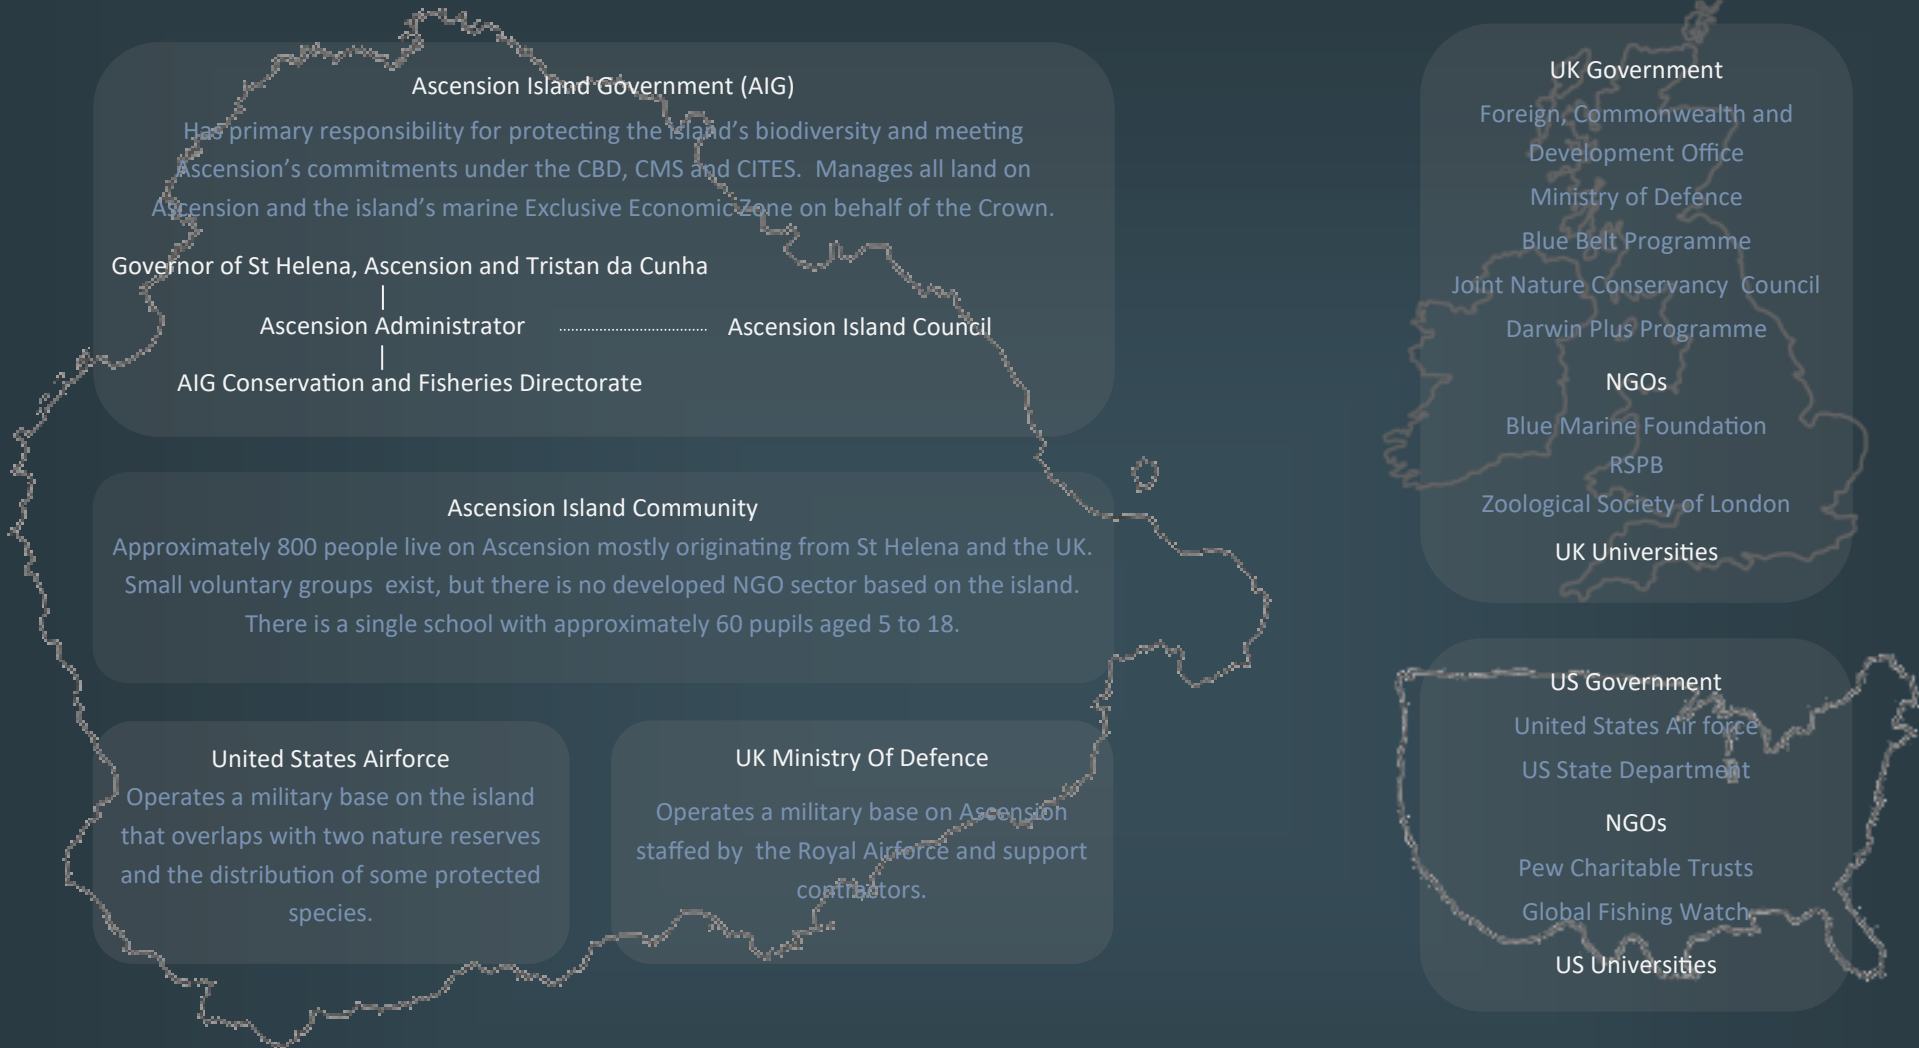 Ascension Island Government (AIG)
Has primary responsibility for protecting the island's biodiversity and meeting
Ascension's commitments under the CBD, CMS and CITES.  Manages all land on
Ascension and the island's marine Exclusive Economic Zone on behalf of the Crown.
Governor of St Helena, Ascension and Tristan da Cunha
Ascension Administrator
Ascension Island Council
AIG Conservation and Fisheries Directorate
Ascension Island Community
Approximately 800 people live on Ascension mostly originating from St Helena and the UK.
Small voluntary groups  exist, but there is no developed NGO sector based on the island.
There is a single school with approximately 60 pupils aged 5 to 18.
United States Airforce
Operates a military base on the island
that overlaps with two nature reserves
and the distribution of some protected
species.
UK Ministry Of Defence
Operates a military base on Ascension
staffed by  the Royal Airforce and support
contractors.
UK Government
Foreign, Commonwealth and
Development Office
Ministry of Defence
Blue Belt Programme
Joint Nature Conservancy  Council
Darwin Plus Programme
NGOs
Blue Marine Foundation
RSPB
Zoological Society of London
UK Universities
US Government
United States Air force
US State Department
NGOs
Pew Charitable Trusts
Global Fishing Watch
US Universities